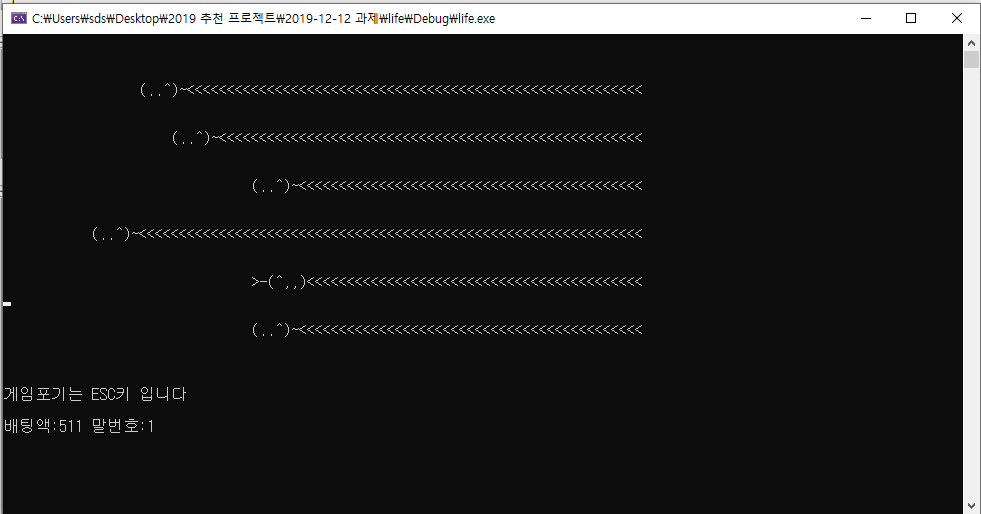 C:₩Users₩sds₩Desktop₩2019 추천 프로젝트₩2019-12-12 과제₩life₩Debug₩life.exe
(..^)~<<<<<<<<<<<<<<<<<<<<<<<<<<<<<<<<<<<<<<<<<<<<<<<<<<<<<<<<<
(..^)~<<<<<<<<<<<<<<<<<<<<<<<<<<<<<<<<<<<<<<<<<<<<<<<<<<<<<
(..^)~<<<<<<<<<<<<<<<<<<<<<<<<<<<<<<<<<<<<<<<<<<<
(..^)~<<<<<<<<<<<<<<<<<<<<<<<<<<<<<<<<<<<<<<<<<<<<<<<<<<<<<<<<<<<<<<<
>-(^,,)<<<<<<<<<<<<<<<<<<<<<<<<<<<<<<<<<<<<<<<<<<
(..^)~<<<<<<<<<<<<<<<<<<<<<<<<<<<<<<<<<<<<<<<<<<<
게임포기는 ESC키 입니다
배팅액:511 말번호:1